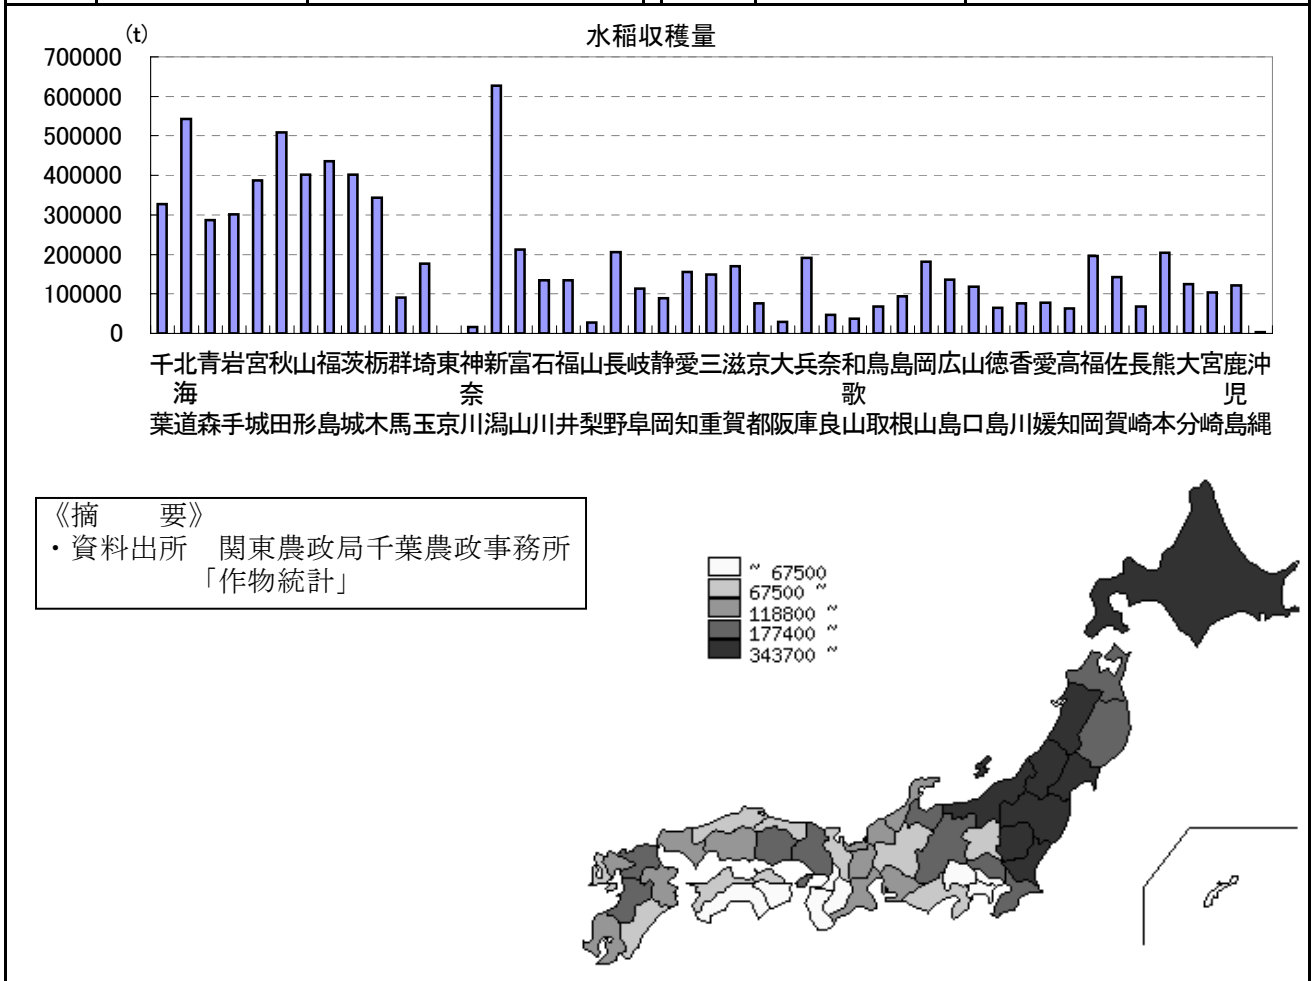 (t)
水稲収穫量
700000
600000
500000
400000
300000
200000
100000
0
千葉 北海道 青森 岩手 宮城 秋田 山形 福島 茨城 栃木 群馬 埼玉 東京 神奈川 新潟 富山 石川 福井 山梨 長野 岐阜 静岡 愛知 三重 滋賀 京都 大阪 兵庫 奈良 和歌山 鳥取 島根 岡山 広島 山口 徳島 香川 愛媛 高知 福岡 佐賀 長崎 熊本 大分 宮崎 鹿児島 沖縄
《摘　　要》
・資料出所　関東農政局千葉農政事務所
「作物統計」
~ 67500
67500 ~
118800 ~
177400 ~
343700 ~